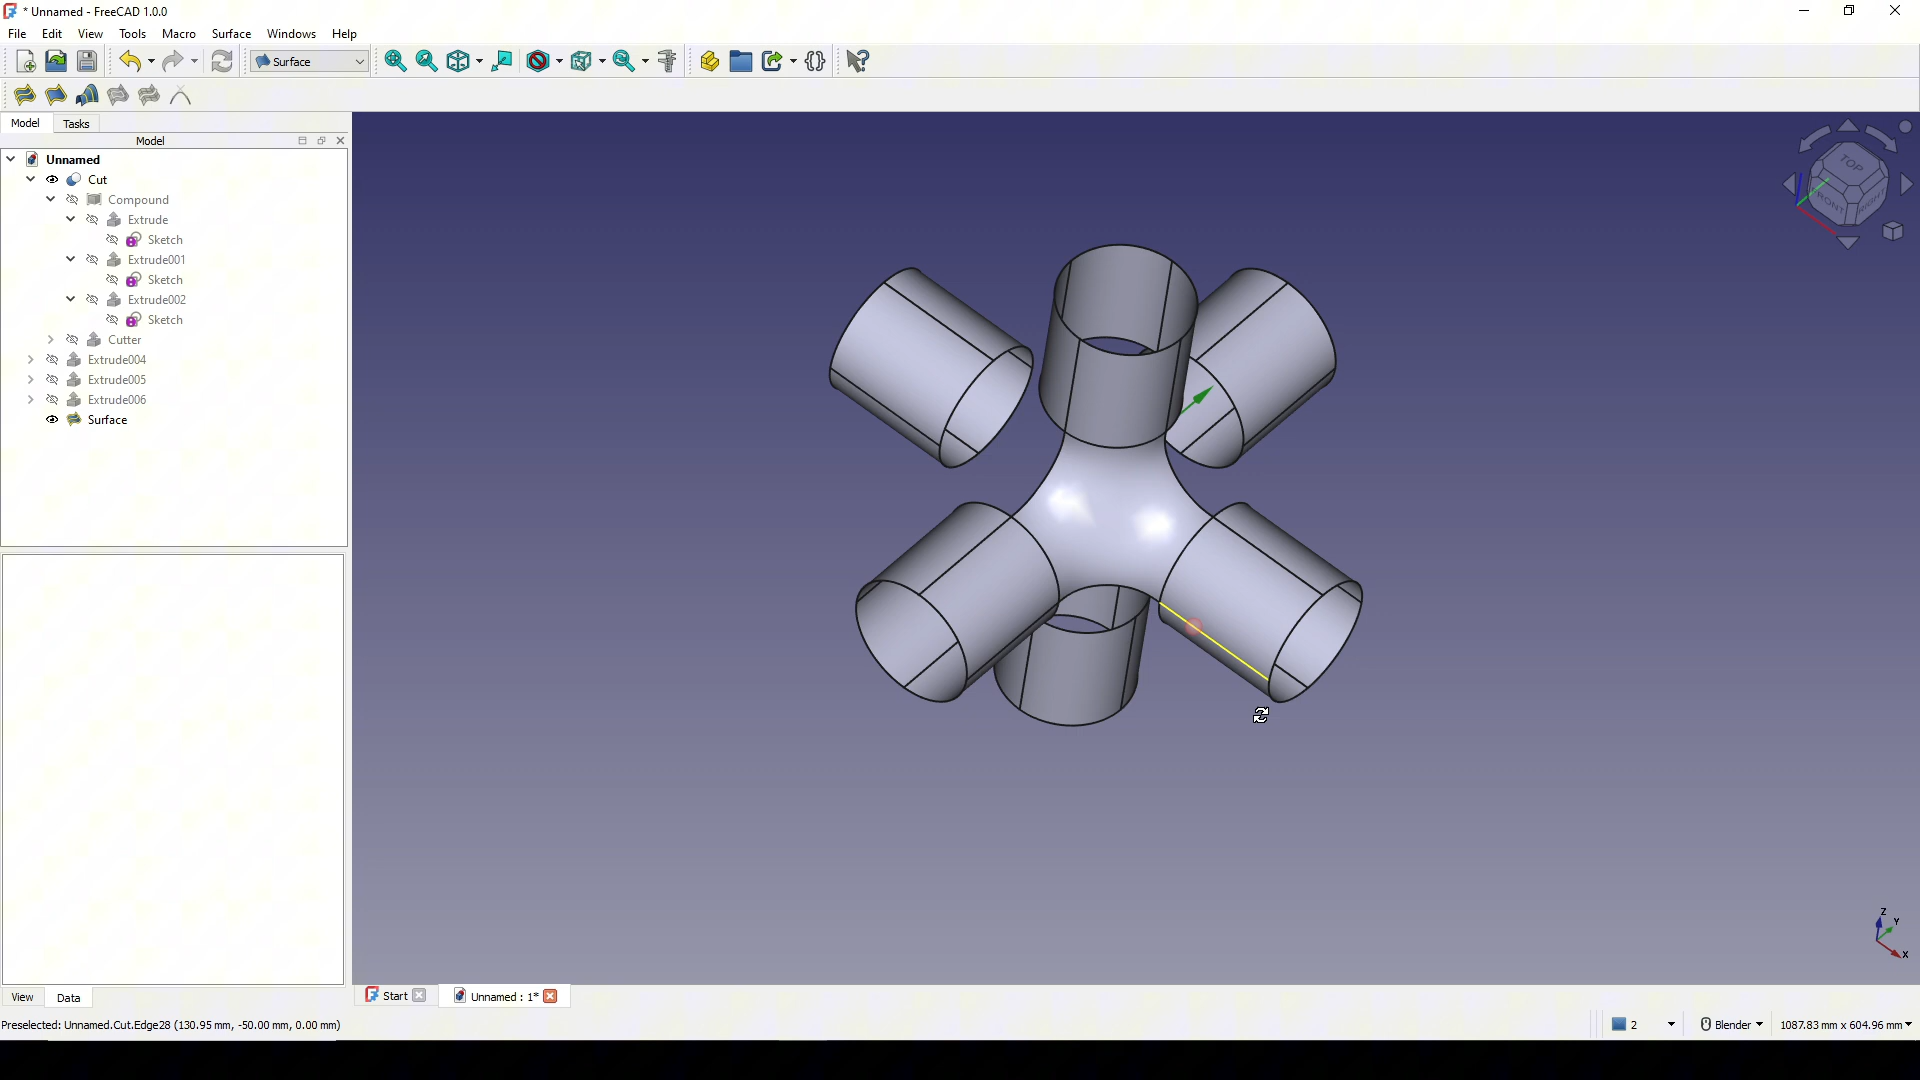 * Unnamed - FreeCAD 1.0.0
File Edit View Tools Macro Surface Windows Help
Surface
Model Tasks
Model
Unnamed
Cut
Compound
Extrude
Sketch
Extrude001
Sketch
Extrude002
Sketch
Cutter
Extrude004
Extrude005
Extrude006
Surface
TOP
FRONT
RIGHT
Z
Y
X
View Data
Start
Unnamed : 1*
Preselected: Unnamed.Cut.Edge28 (130.95 mm, -50.00 mm, 0.00 mm)
2
Blender
1087.83 mm x 604.96 mm